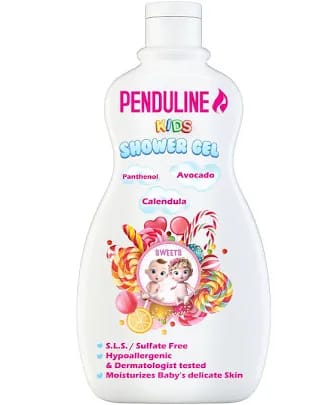 PENDULINE
KIDS
SHOWER GEL
Panthenol
Avocado
Calendula
SWEETS
S.L.S. / Sulfate Free
Hypoallergenic
& Dermatologist tested
Moisturizes Baby's delicate Skin